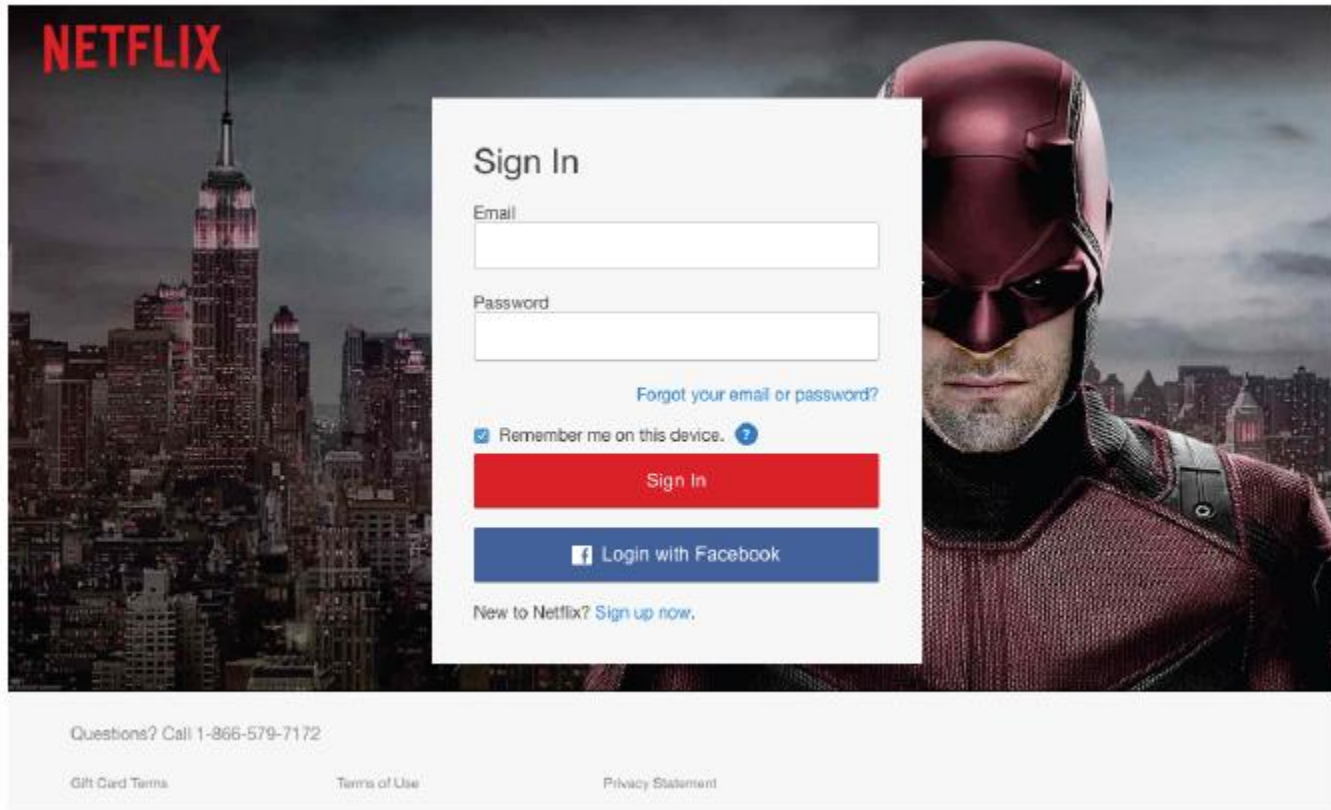 NETFLIX
Sign In
Email
Password
Forgot your email or password?
Remember me on this device. ?
Sign In
f Login with Facebook
New to Netflix? Sign up now.
Questions? Call 1-866-579-7172
Gift Card Terms Terms of Use Privacy Statement